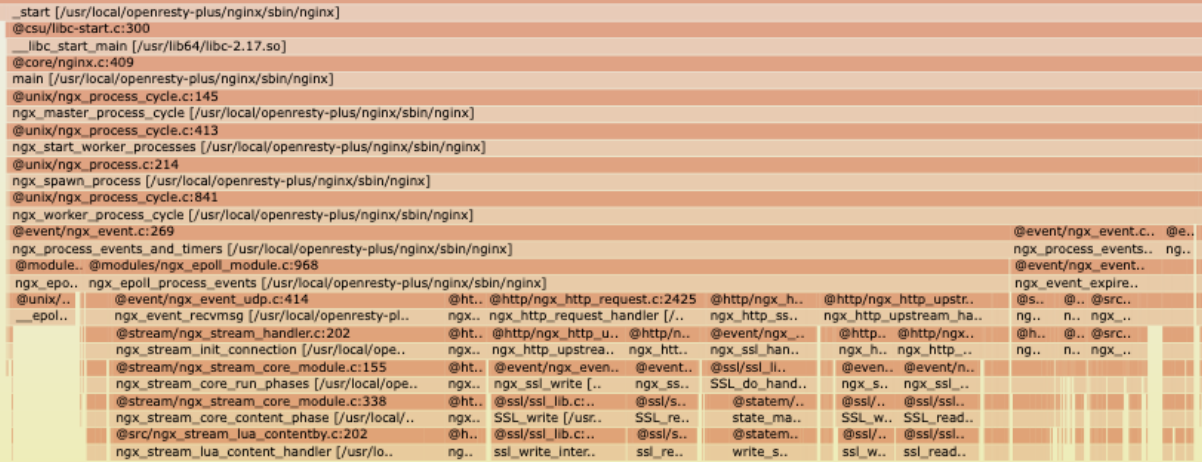 _start [/usr/local/openresty-plus/nginx/sbin/nginx]
@csu/libc-start.c:300
__libc_start_main [/usr/lib64/libc-2.17.so]
@core/nginx.c:409
main [/usr/local/openresty-plus/nginx/sbin/nginx]
@unix/ngx_process_cycle.c:145
ngx_master_process_cycle [/usr/local/openresty-plus/nginx/sbin/nginx]
@unix/ngx_process_cycle.c:413
ngx_start_worker_processes [/usr/local/openresty-plus/nginx/sbin/nginx]
@unix/ngx_process.c:214
ngx_spawn_process [/usr/local/openresty-plus/nginx/sbin/nginx]
@unix/ngx_process_cycle.c:841
ngx_worker_process_cycle [/usr/local/openresty-plus/nginx/sbin/nginx]
@event/ngx_event.c:269 @event/ngx_event.c.. @e..
ngx_process_events_and_timers [/usr/local/openresty-plus/nginx/sbin/nginx] ngx_process_events.. ng..
@module.. @modules/ngx_epoll_module.c:968 @event/ngx_event..
ngx_epo.. ngx_epoll_process_events [/usr/local/openresty-plus/nginx/sbin/nginx] ngx_event_expire..
@unix/.. @event/ngx_event_udp.c:414 @ht.. @http/ngx_http_request.c:2425 @http/ngx_h.. @http/ngx_http_upstr.. @s.. @.. @src..
__epol.. ngx_event_recvmsg [/usr/local/openresty-pl.. ngx.. ngx_http_request_handler [/.. ngx_http_ss.. ngx_http_upstream_ha.. ng.. n.. ngx_..
@stream/ngx_stream_handler.c:202 @ht.. @http/ngx_http_u.. @http/n.. @event/ngx_.. @http.. @http/ngx.. @h.. @.. @src..
ngx_stream_init_connection [/usr/local/ope.. ngx.. ngx_http_upstrea.. ngx_htt.. ngx_ssl_han.. ngx_h.. ngx_http_.. ng.. n.. ngx_..
@stream/ngx_stream_core_module.c:155 @ht.. @event/ngx_even.. @event.. @ssl/ssl_li.. @even.. @event/n..
ngx_stream_core_run_phases [/usr/local/ope.. ngx.. ngx_ssl_write [.. ngx_ss.. SSL_do_hand.. ngx_s.. ngx_ssl_..
@stream/ngx_stream_core_module.c:338 @ht.. @ssl/ssl_lib.c:.. @ssl/s.. @statem/.. @ssl/.. @ssl/ssl..
ngx_stream_core_content_phase [/usr/local/.. ngx.. SSL_write [/usr.. SSL_re.. state_ma.. SSL_w.. SSL_read..
@src/ngx_stream_lua_contentby.c:202 @h.. @ssl/ssl_lib.c:.. @ssl/s.. @statem.. @ssl/.. @ssl/ssl..
ngx_stream_lua_content_handler [/usr/lo.. ng.. ssl_write_inter.. ssl_re.. write_s.. ssl_w.. ssl_read..